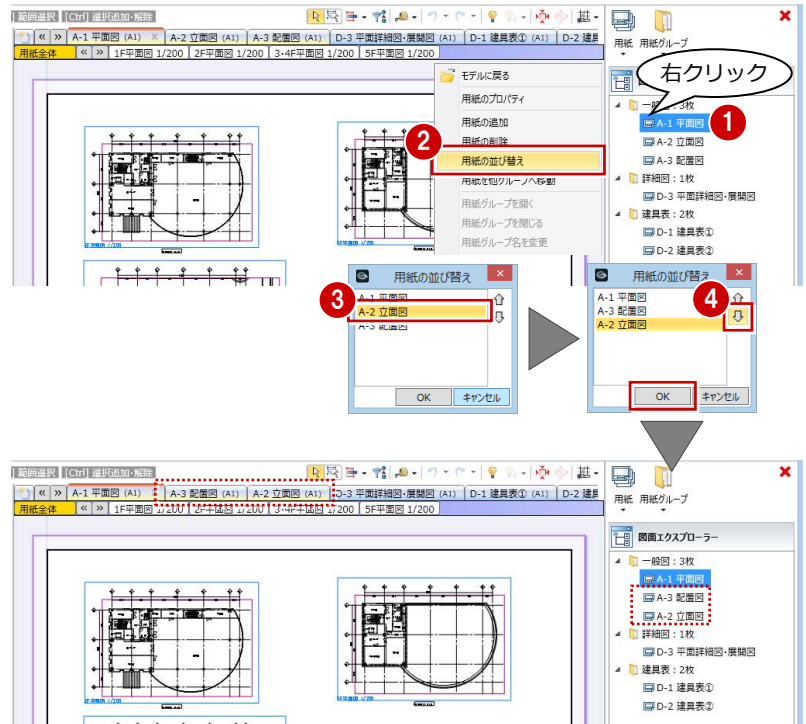 ] 範囲選択 [Ctrl] 選択追加・解除
A-1 平面図 (A1) A-2 立面図 (A1) A-3 配置図 (A1) D-3 平面詳細図・展開図 (A1) D-1 建具表① (A1) D-2 建具
用紙全体 1F平面図 1/200 2F平面図 1/200 3・4F平面図 1/200 5F平面図 1/200
用紙 用紙グループ
右クリック
モデルに戻る
用紙のプロパティ
用紙の追加
用紙の削除
2
用紙の並び替え
用紙を他グループへ移動
用紙グループを開く
用紙グループを閉じる
用紙グループ名を変更
一般図:3枚
A-1 平面図
1
A-2 立面図
A-3 配置図
詳細図:1枚
D-3 平面詳細図・展開図
建具表:2枚
D-1 建具表①
D-2 建具表②
用紙の並び替え
3
A-1 平面図
A-2 立面図
A-3 配置図
OK キャンセル
用紙の並び替え
4
A-1 平面図
A-3 配置図
A-2 立面図
OK キャンセル
] 範囲選択 [Ctrl] 選択追加・解除
A-1 平面図 (A1) A-3 配置図 (A1) A-2 立面図 (A1) D-3 平面詳細図・展開図 (A1) D-1 建具表① (A1) D-2 建具
用紙全体 1F平面図 1/200 2F平面図 1/200 3・4F平面図 1/200 5F平面図 1/200
用紙 用紙グループ
図面エクスプローラー
一般図:3枚
A-1 平面図
A-3 配置図
A-2 立面図
詳細図:1枚
D-3 平面詳細図・展開図
建具表:2枚
D-1 建具表①
D-2 建具表②